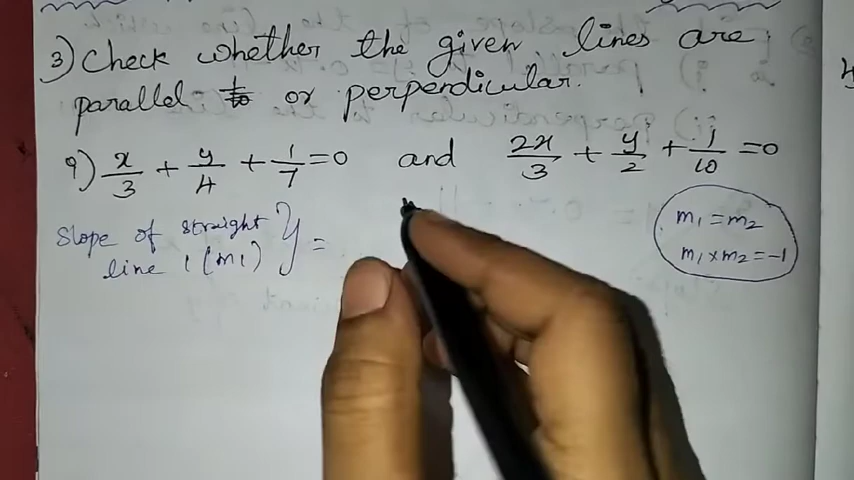 3) Check whether the given lines are
parallel or perpendicular.
9) x/3 + y/4 + 1/7 = 0 and 2x/3 + y/2 + 1/10 = 0
Slope of straight
line 1 (m1) } =
m1 = m2
m1 × m2 = -1